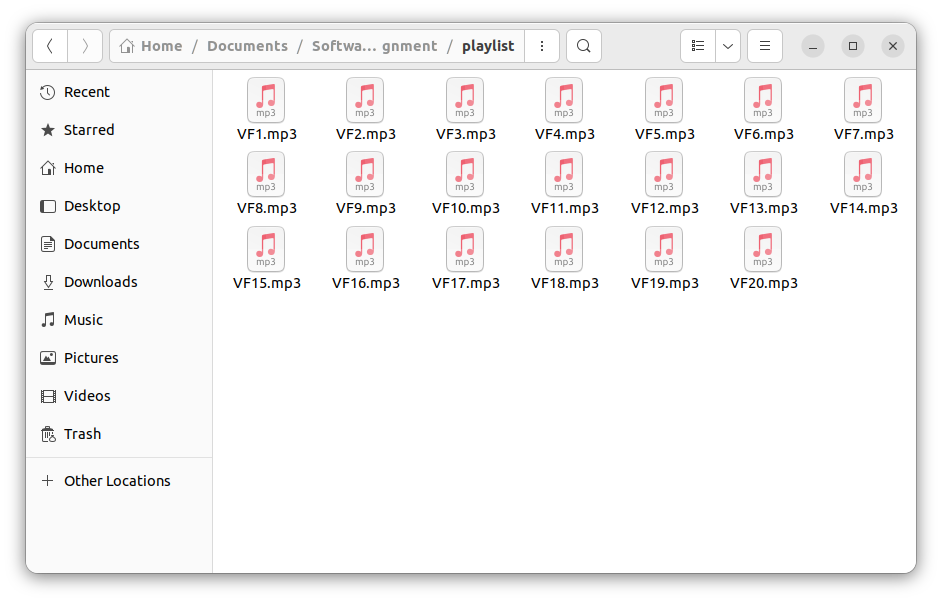 Home / Documents / Softwa... gnment / playlist
Recent
Starred
Home
Desktop
Documents
Downloads
Music
Pictures
Videos
Trash
Other Locations
mp3 mp3 mp3 mp3 mp3 mp3 mp3
VF1.mp3 VF2.mp3 VF3.mp3 VF4.mp3 VF5.mp3 VF6.mp3 VF7.mp3
mp3 mp3 mp3 mp3 mp3 mp3 mp3
VF8.mp3 VF9.mp3 VF10.mp3 VF11.mp3 VF12.mp3 VF13.mp3 VF14.mp3
mp3 mp3 mp3 mp3 mp3 mp3
VF15.mp3 VF16.mp3 VF17.mp3 VF18.mp3 VF19.mp3 VF20.mp3